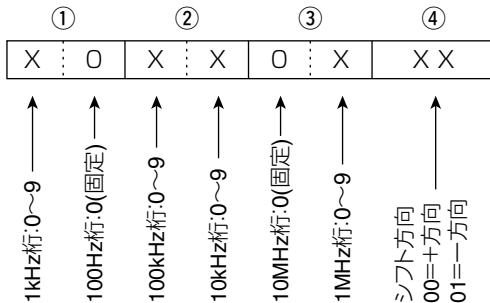 ① ② ③ ④
X 0 X X 0 X X X
1kHz桁:0～9
100Hz桁:0(固定)
100kHz桁:0～9
10kHz桁:0～9
10MHz桁:0(固定)
1MHz桁:0～9
シフト方向
00=＋方向
01=－方向